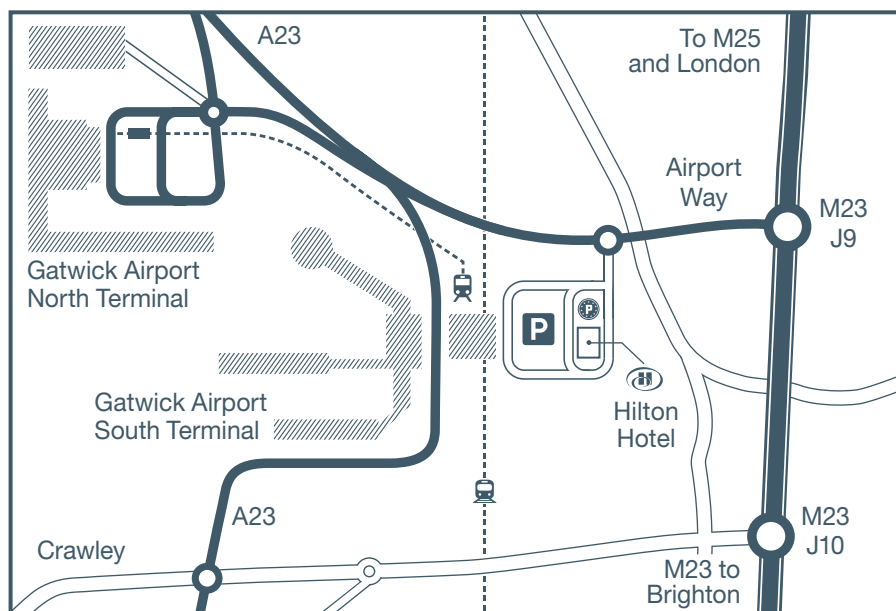 A23
To M25
and London
Airport
Way
M23
J9
Gatwick Airport
North Terminal
P
P
Gatwick Airport
South Terminal
H
Hilton
Hotel
A23
M23
J10
Crawley
M23 to
Brighton